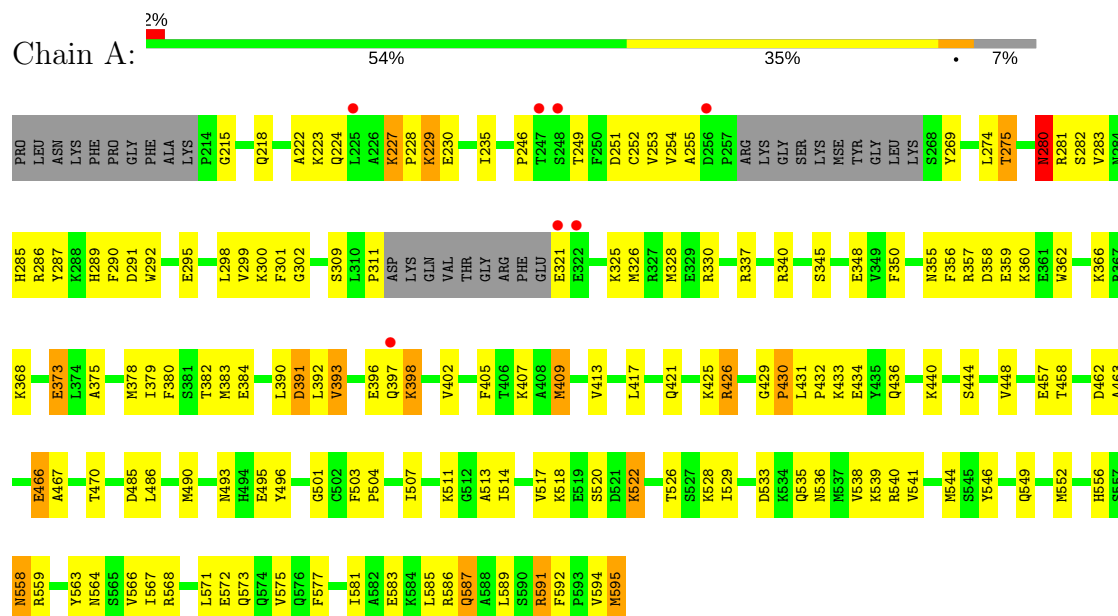 2%
Chain A:
54% 35% • 7%
PRO LEU ASN LYS PHE PRO GLY PHE ALA LYS P214 G215 Q218 A222 K223 Q224 L225 A226 K227 P228 K229 E230 I235 P246 T247 S248 T249 F250 D251 C252 V253 V254 A255 D256 P257 ARG LYS GLY SER LYS MSE TYR GLY LEU LYS S268 Y269 L274 T275 N280 R281 S282 V283 N284
H285 R286 Y287 K288 H289 F290 D291 W292 E295 L298 V299 K300 F301 G302 S309 L310 P311 ASP LYS GLN VAL THR GLY ARG PHE GLU E321 E322 K325 M326 R327 M328 E329 R330 R337 R340 S345 E348 V349 F350 N355 F356 R357 D358 E359 K360 E361 W362 K366 R367
K368 E373 L374 A375 M378 I379 F380 S381 T382 M383 E384 L390 D391 L392 V393 E396 Q397 K398 V402 F405 T406 K407 A408 M409 V413 L417 Q421 K425 R426 G429 P430 L431 P432 K433 E434 Y435 Q436 K440 S444 V448 E457 T458 D462 A463
E466 A467 T470 D485 L486 M490 N493 H494 E495 Y496 G501 C502 F503 P504 I507 K511 G512 A513 I514 V517 K518 E519 S520 D521 K522 T526 S527 K528 I529 D533 K534 Q535 N536 M537 V538 K539 R540 V541 M544 S545 Y546 Q549 M552 H556 S557
N558 R559 Y563 N564 S565 V566 I567 R568 L571 E572 Q573 Q574 V575 Q576 F577 I581 A582 E583 K584 L585 R586 Q587 A588 L589 S590 R591 F592 P593 V594 M595